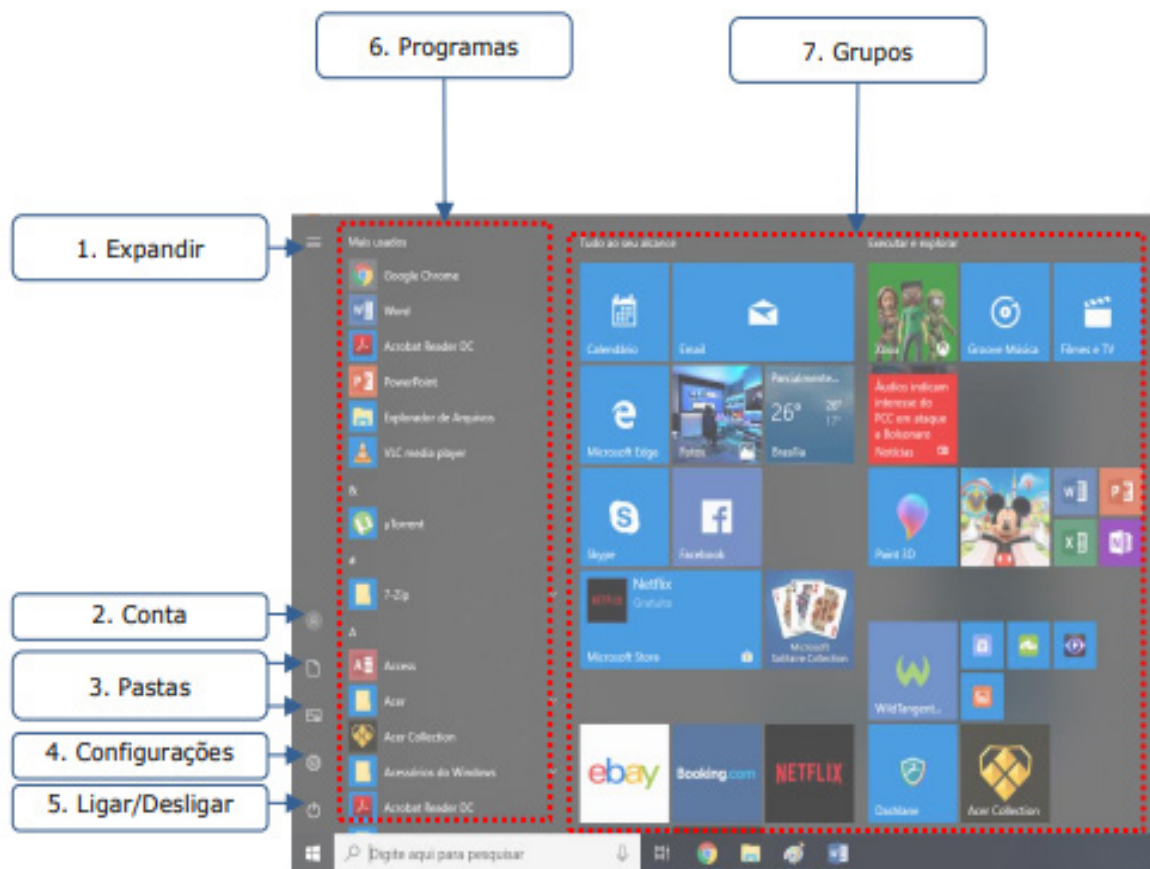 6. Programas
7. Grupos
1. Expandir
2. Conta
3. Pastas
4. Configurações
5. Ligar/Desligar
Mais usados
Google Chrome
Word
Acrobat Reader DC
PowerPoint
Explorador de Arquivos
VLC media player
&
µTorrent
#
7-Zip
A
Access
Acer
Acer Collection
Acessórios do Windows
Acrobat Reader DC
Tudo ao seu alcance
Executar e explorar
Calendário
Email
Xbox
Groove Música
Filmes e TV
Microsoft Edge
Fotos
Parcialmente...
26° 26°
17°
Brasília
Áudios indicam
interesse do
PCC em ataque
a Bolsonaro
Notícias
Skype
Facebook
Paint 3D
NETFLIX
Netflix
Gratuito
Microsoft Store
Microsoft
Solitaire Collection
WildTangent...
ebay
Booking.com
NETFLIX
Dashlane
Acer Collection
Digite aqui para pesquisar